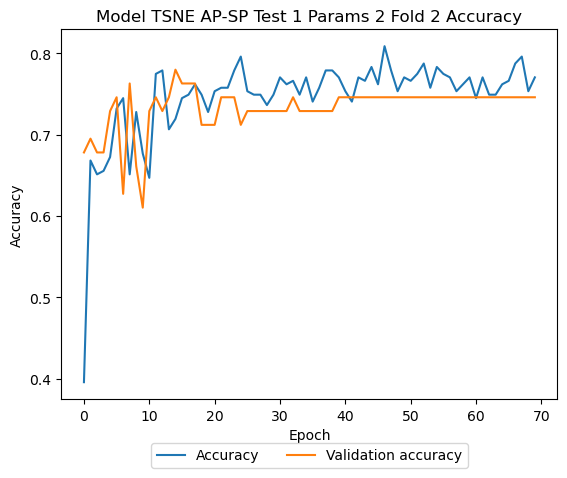 Model TSNE AP-SP Test 1 Params 2 Fold 2 Accuracy
0.8
0.7
0.6
0.5
0.4
Accuracy
0 10 20 30 40 50 60 70
Epoch
Accuracy Validation accuracy